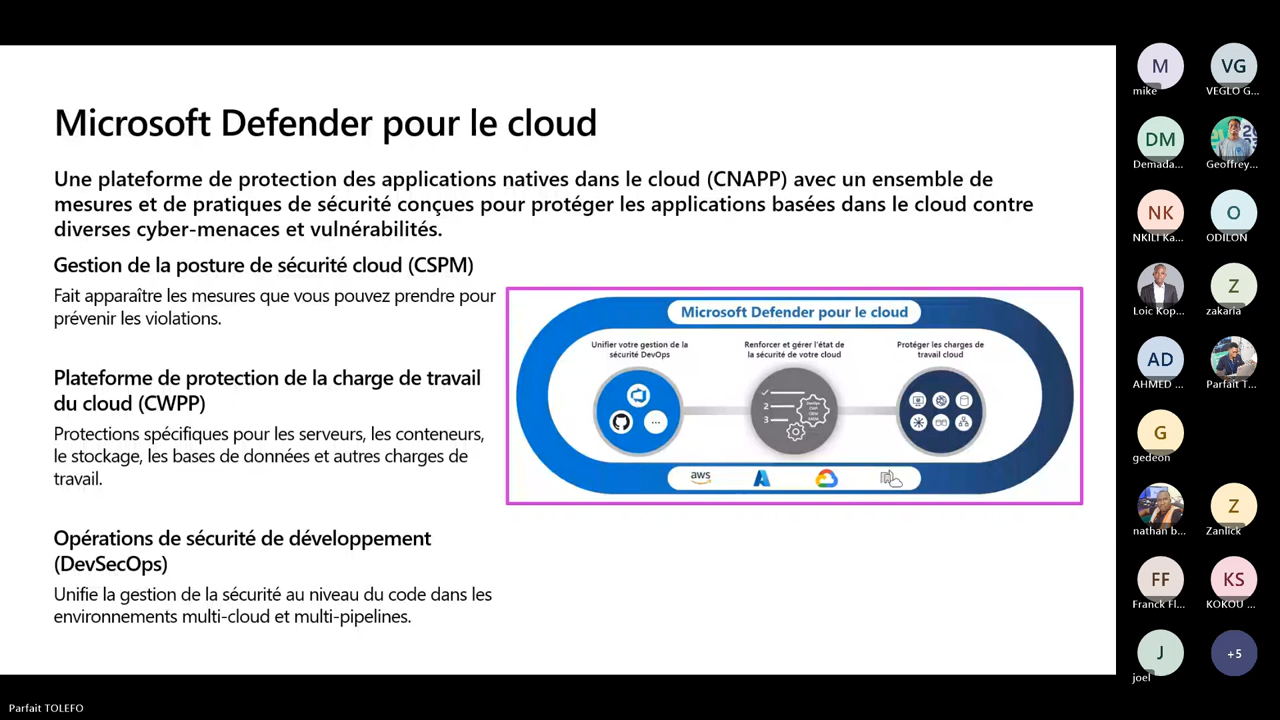 Microsoft Defender pour le cloud
Une plateforme de protection des applications natives dans le cloud (CNAPP) avec un ensemble de
mesures et de pratiques de sécurité conçues pour protéger les applications basées dans le cloud contre
diverses cyber-menaces et vulnérabilités.
Gestion de la posture de sécurité cloud (CSPM)
Fait apparaître les mesures que vous pouvez prendre pour
prévenir les violations.
Plateforme de protection de la charge de travail
du cloud (CWPP)
Protections spécifiques pour les serveurs, les conteneurs,
le stockage, les bases de données et autres charges de
travail.
Opérations de sécurité de développement
(DevSecOps)
Unifie la gestion de la sécurité au niveau du code dans les
environnements multi-cloud et multi-pipelines.
Microsoft Defender pour le cloud
Unifier votre gestion de la
sécurité DevOps
Renforcer et gérer l'état de
la sécurité de votre cloud
Protéger les charges de
travail cloud
2
3
aws
M
mike
VG
VEGLO G...
DM
Demada...
Geoffrey...
NK
NKILI Ka...
O
ODILON
Loic Kop...
Z
zakaria
AD
AHMED ...
Parfait T...
G
gedeon
nathan b...
Z
Zanlick
FF
Franck Fl...
KS
KOKOU ...
J
joel
+5
Parfait TOLEFO